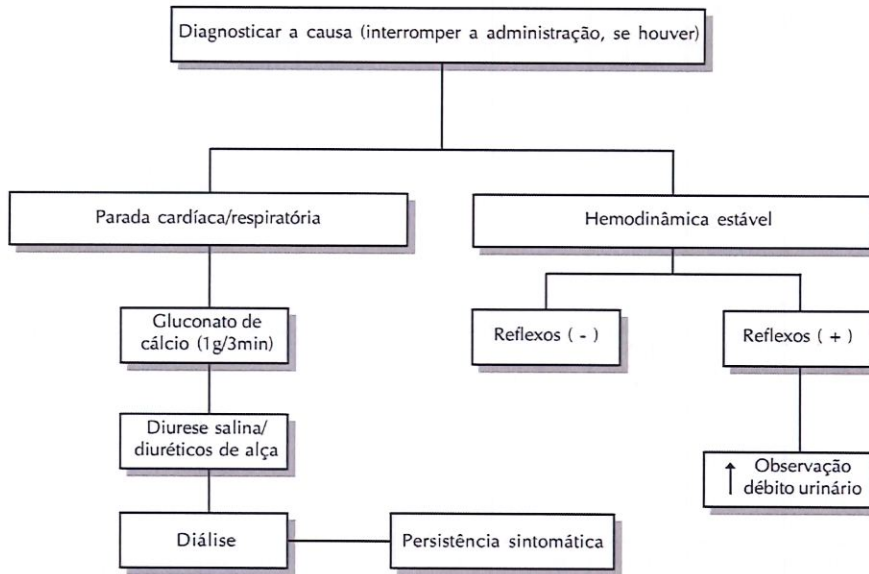 Diagnosticar a causa (interromper a administração, se houver)
Parada cardíaca/respiratória
Hemodinâmica estável
Gluconato de
cálcio (1g/3min)
Reflexos ( - )
Reflexos ( + )
Diurese salina/
diuréticos de alça
↑ Observação
débito urinário
Diálise
Persistência sintomática